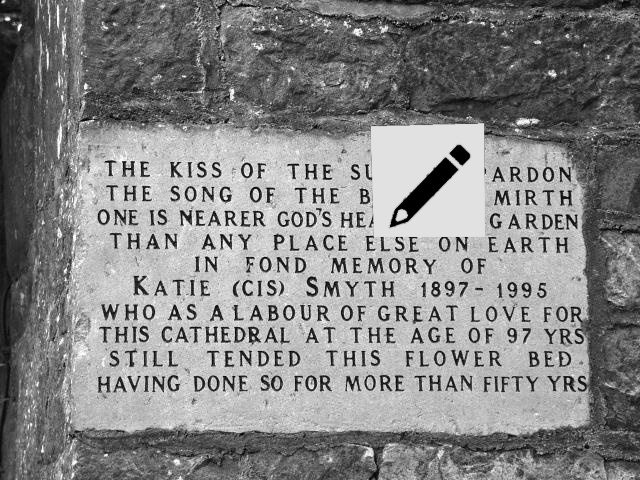 THE KISS OF THE
THE SONG OF THE MIRTH
ONE IS NEARER GOD'S GARDEN
THAN ANY PLACE ELSE ON EARTH
IN FOND MEMORY OF
KATIE (CIS) SMYTH 1897-1995
WHO AS A LABOUR OF GREAT LOVE FOR
THIS CATHEDRAL AT THE AGE OF 97 YRS
STILL TENDED THIS FLOWER BED
HAVING DONE SO FOR MORE THAN FIFTY YRS